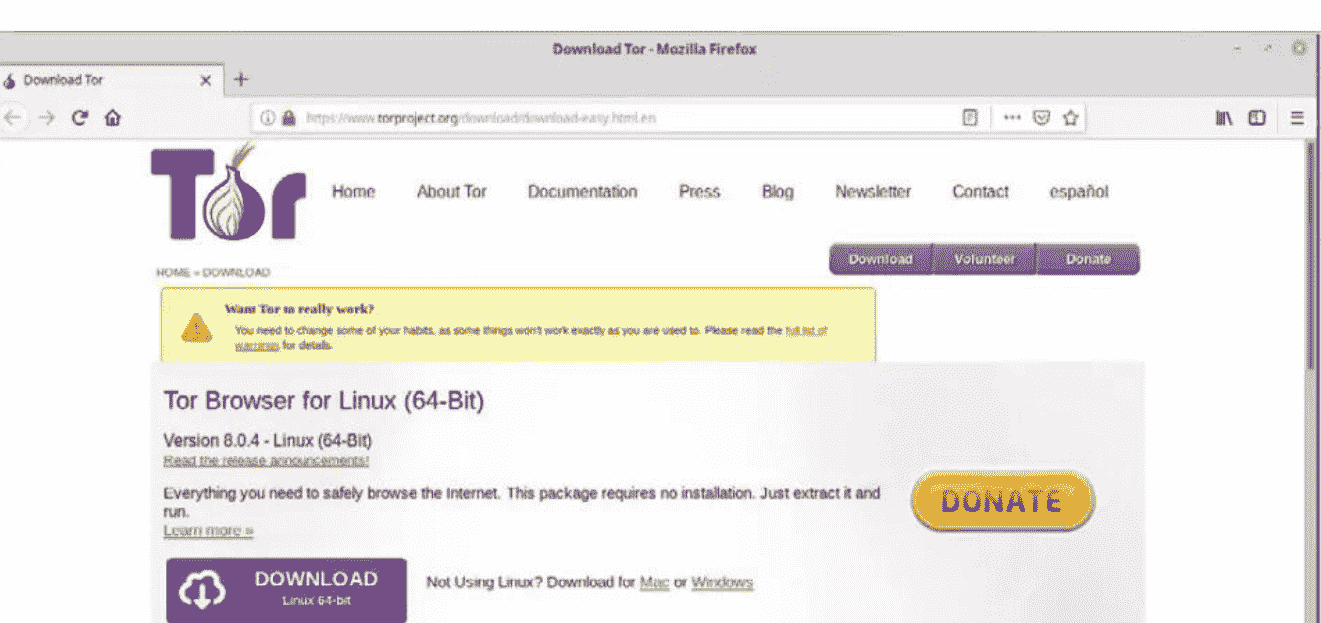 Download Tor - Mozilla Firefox
Download Tor
https://www.torproject.org/download/download-easy.html.en
Tor
Home About Tor Documentation Press Blog Newsletter Contact español
Download Volunteer Donate
HOME » DOWNLOAD
Want Tor to really work?
You need to change some of your habits, as some things won't work exactly as you are used to. Please read the full list of
warnings for details.
Tor Browser for Linux (64-Bit)
Version 8.0.4 - Linux (64-Bit)
Read the release announcements!
Everything you need to safely browse the Internet. This package requires no installation. Just extract it and
run.
Learn more »
DONATE
DOWNLOAD
Linux 64-bit
Not Using Linux? Download for Mac or Windows